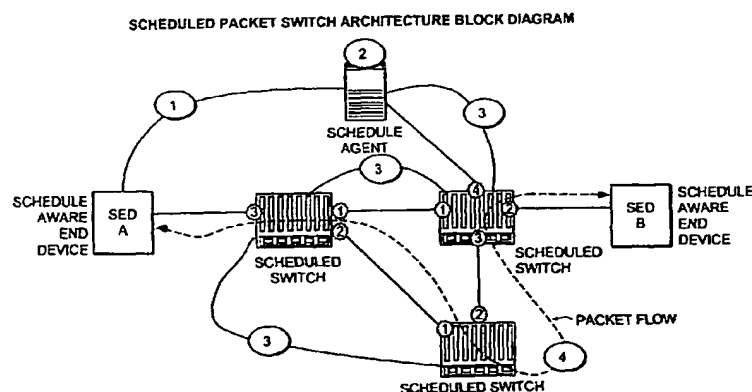 SCHEDULED PACKET SWITCH ARCHITECTURE BLOCK DIAGRAM
2
1
3
SCHEDULE
AGENT
3
4
SCHEDULE
AWARE
END
DEVICE
SED
A
3
1
2
SCHEDULED SWITCH
1
2
3
SCHEDULED
SWITCH
SED
B
SCHEDULE
AWARE
END
DEVICE
3
1
2
PACKET FLOW
4
SCHEDULED SWITCH